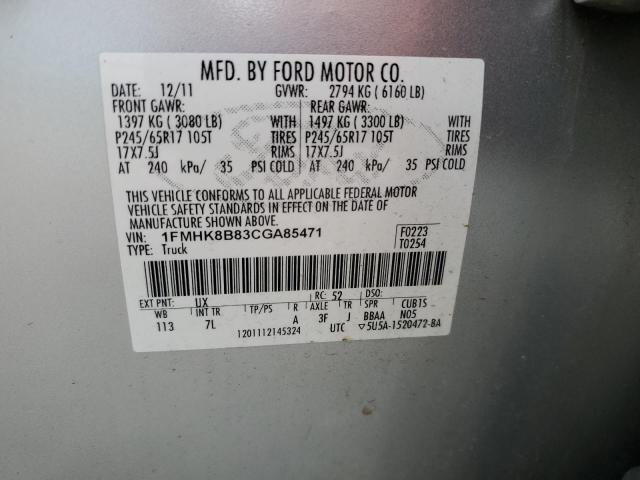 MFD. BY FORD MOTOR CO.
DATE: 12/11 GVWR: 2794 KG ( 6160 LB)
FRONT GAWR: REAR GAWR:
1397 KG ( 3080 LB) WITH 1497 KG ( 3300 LB) WITH
P245/65R17 105T TIRES P245/65R17 105T TIRES
17X7.5J RIMS 17X7.5J RIMS
AT 240 kPa/ 35 PSI COLD AT 240 kPa/ 35 PSI COLD
THIS VEHICLE CONFORMS TO ALL APPLICABLE FEDERAL MOTOR
VEHICLE SAFETY STANDARDS IN EFFECT ON THE DATE OF
MANUFACTURE SHOWN ABOVE.
VIN: 1FMHK8B83CGA85471 F0223
TYPE: Truck T0254
EXT PNT: UX RC: 52 DSO:
WB INT TR TP/PS R AXLE TR SPR CUB1S
113 7L A 3F J BBAA N05
1201112145324 UTC ▽5U5A-1520472-BA